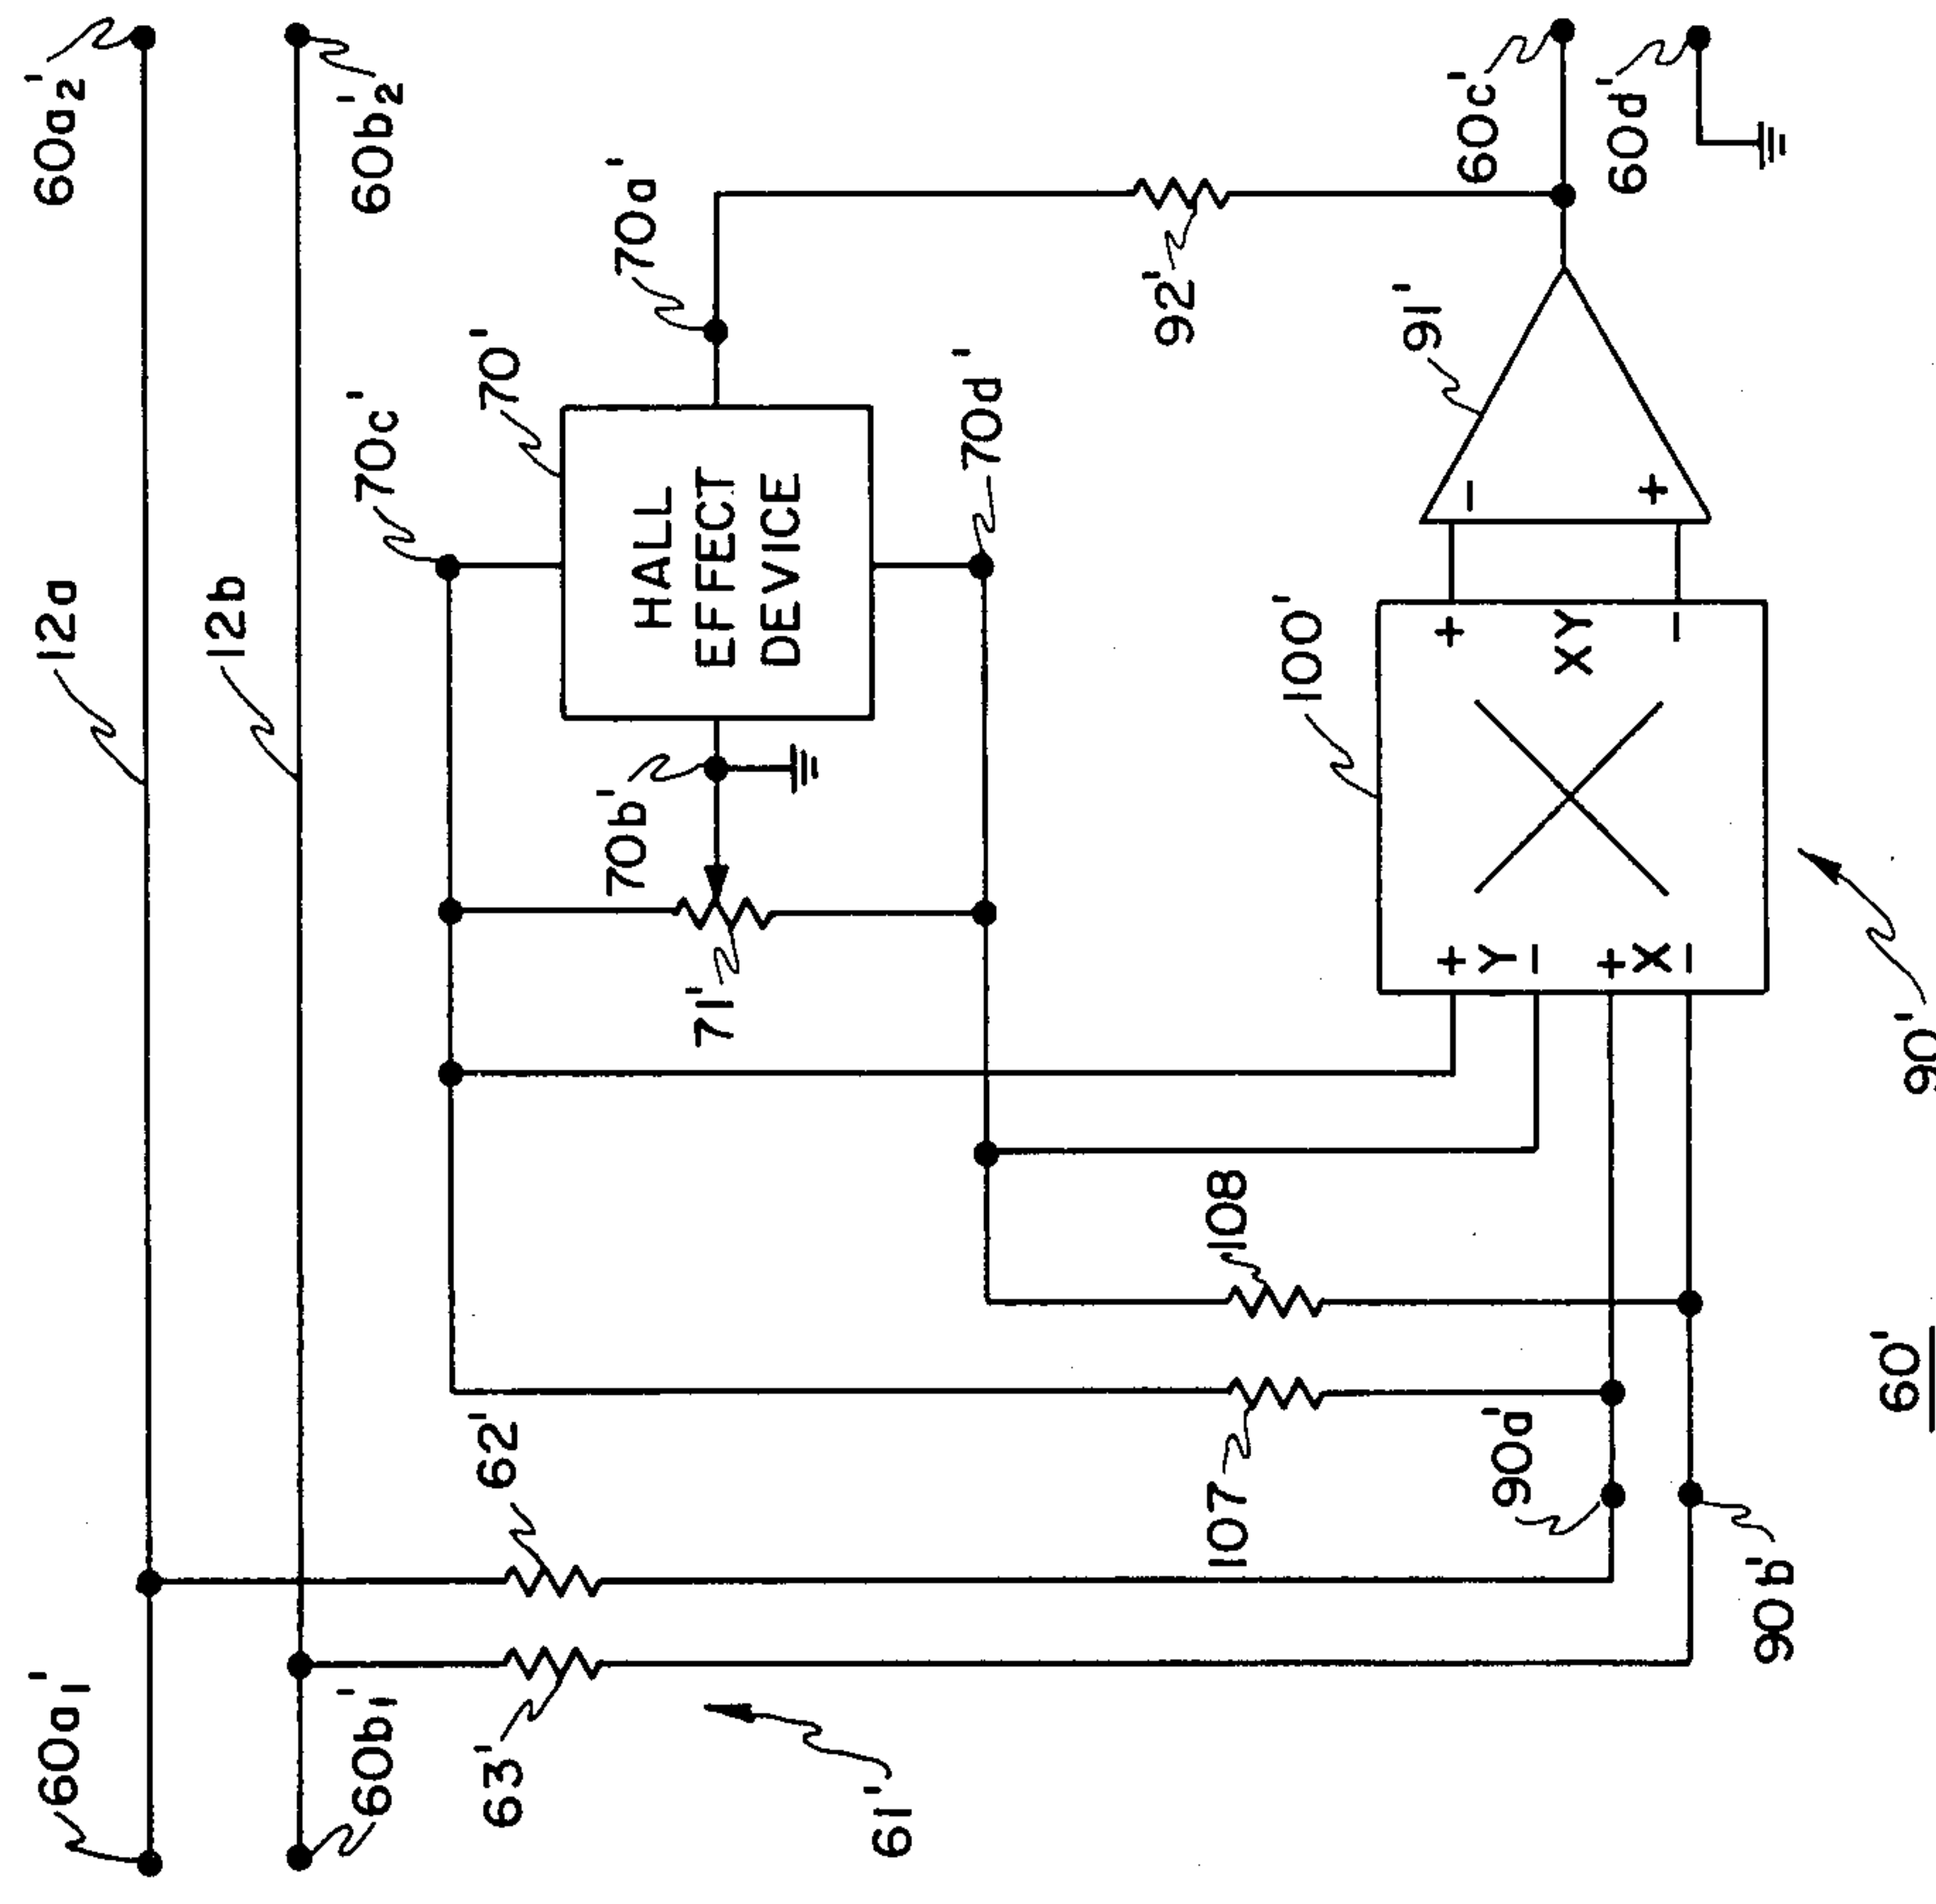 60a₁'
12a
60a₂'
12b
60b₁'
60b₂'
62'
63'
61'
70c'
70'
70a'
HALL
EFFECT
DEVICE
70b'
71'
70d'
92'
107
108
100'
91'
60c'
60d'
90a'
90b'
+
Y
−
+
X
−
+
XY
−
−
+
90'
60'